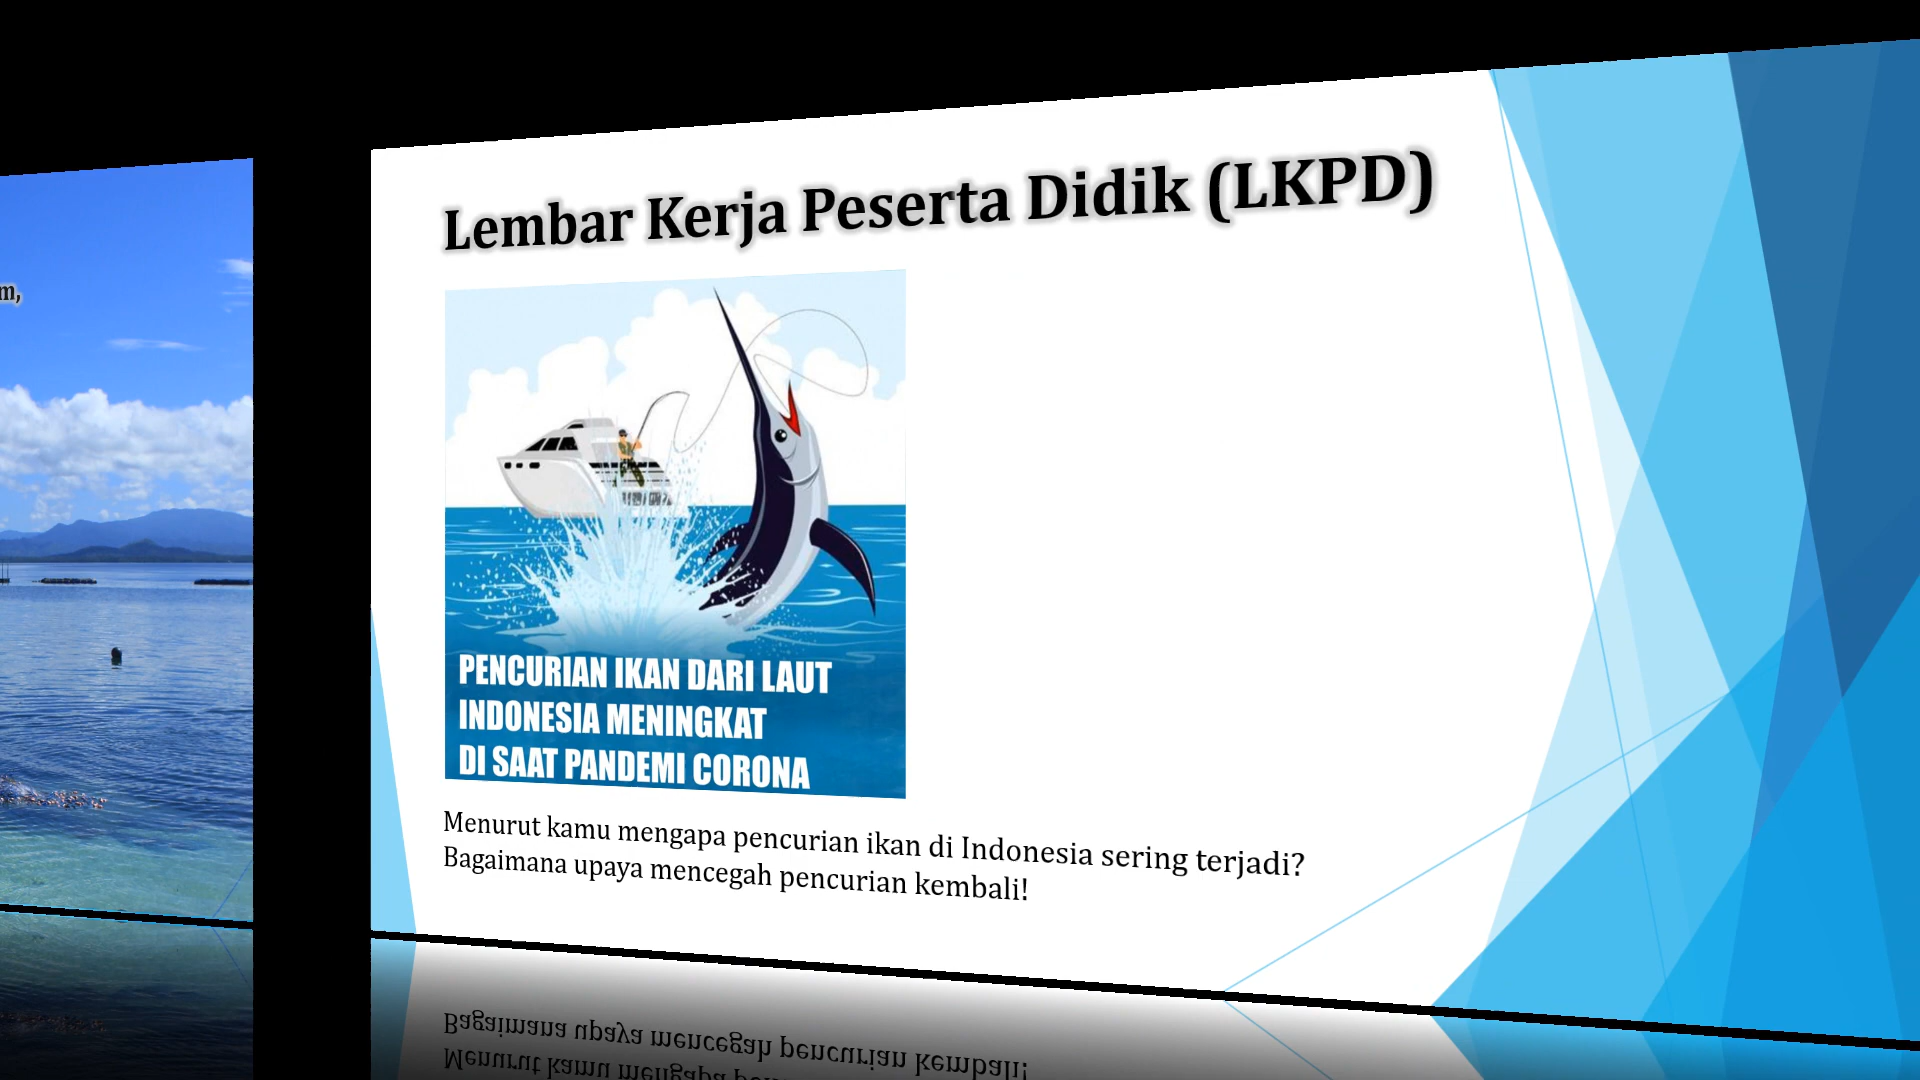 m,
Lembar Kerja Peserta Didik (LKPD)
PENCURIAN IKAN DARI LAUT
INDONESIA MENINGKAT
DI SAAT PANDEMI CORONA
Menurut kamu mengapa pencurian ikan di Indonesia sering terjadi?
Bagaimana upaya mencegah pencurian kembali!